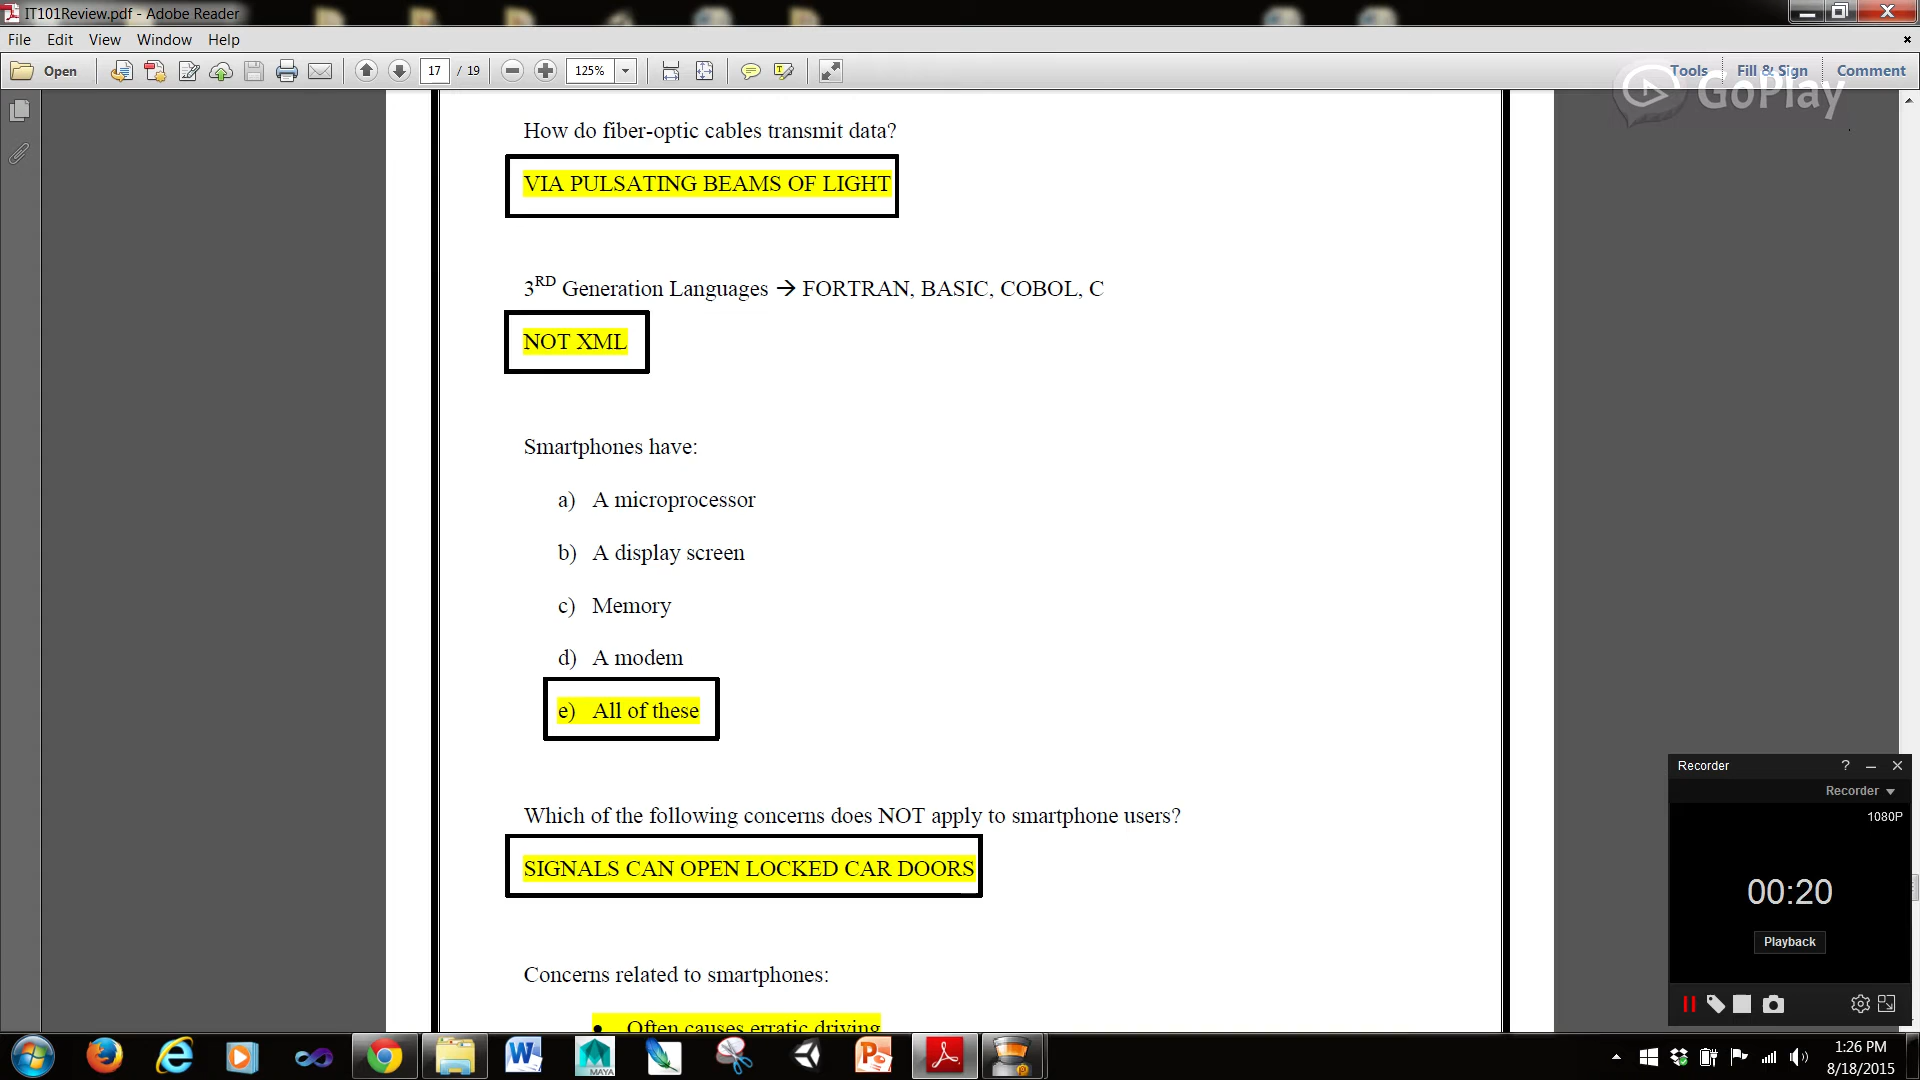 IT101Review.pdf - Adobe Reader
File Edit View Window Help
Open 17 / 19 125% Tools Fill & Sign Comment
GoPlay
How do fiber-optic cables transmit data?
VIA PULSATING BEAMS OF LIGHT
3RD Generation Languages → FORTRAN, BASIC, COBOL, C
NOT XML
Smartphones have:
a) A microprocessor
b) A display screen
c) Memory
d) A modem
e) All of these
Which of the following concerns does NOT apply to smartphone users?
SIGNALS CAN OPEN LOCKED CAR DOORS
Concerns related to smartphones:
• Often causes erratic driving
Recorder
Recorder
1080P
00:20
Playback
MAYA
1:26 PM
8/18/2015